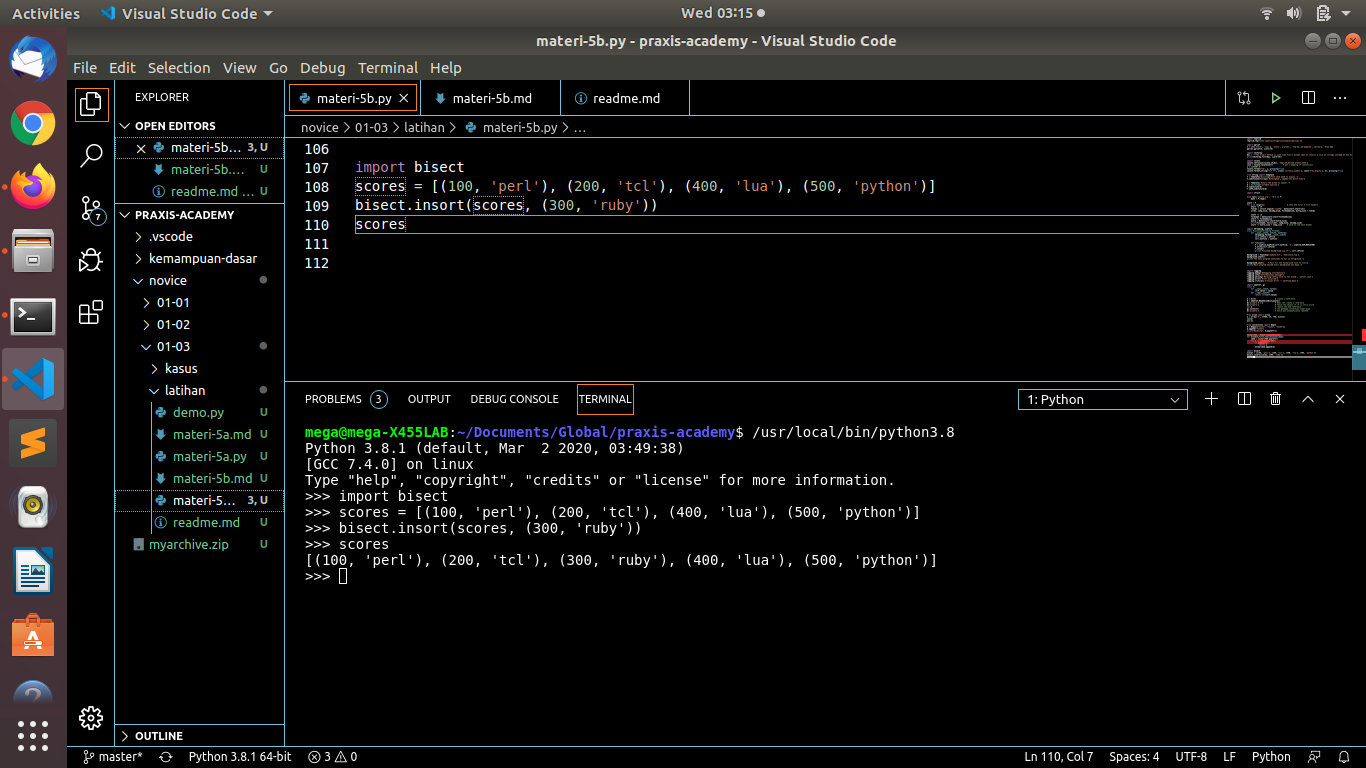 Activities Visual Studio Code Wed 03:15
materi-5b.py - praxis-academy - Visual Studio Code
File Edit Selection View Go Debug Terminal Help
EXPLORER
OPEN EDITORS
materi-5b... 3, U
materi-5b.... U
readme.md ... U
PRAXIS-ACADEMY
.vscode
kemampuan-dasar
novice
01-01
01-02
01-03
kasus
latihan
demo.py U
materi-5a.md U
materi-5a.py U
materi-5b.md U
materi-5... 3, U
readme.md U
myarchive.zip U
OUTLINE
7
materi-5b.py materi-5b.md readme.md
novice > 01-03 > latihan > materi-5b.py > ...
106
107 import bisect
108 scores = [(100, 'perl'), (200, 'tcl'), (400, 'lua'), (500, 'python')]
109 bisect.insort(scores, (300, 'ruby'))
110 scores
111
112
PROBLEMS 3 OUTPUT DEBUG CONSOLE TERMINAL 1: Python
mega@mega-X455LAB:~/Documents/Global/praxis-academy$ /usr/local/bin/python3.8
Python 3.8.1 (default, Mar  2 2020, 03:49:38)
[GCC 7.4.0] on linux
Type "help", "copyright", "credits" or "license" for more information.
>>> import bisect
>>> scores = [(100, 'perl'), (200, 'tcl'), (400, 'lua'), (500, 'python')]
>>> bisect.insort(scores, (300, 'ruby'))
>>> scores
[(100, 'perl'), (200, 'tcl'), (300, 'ruby'), (400, 'lua'), (500, 'python')]
>>>
master* Python 3.8.1 64-bit 3 0 Ln 110, Col 7 Spaces: 4 UTF-8 LF Python